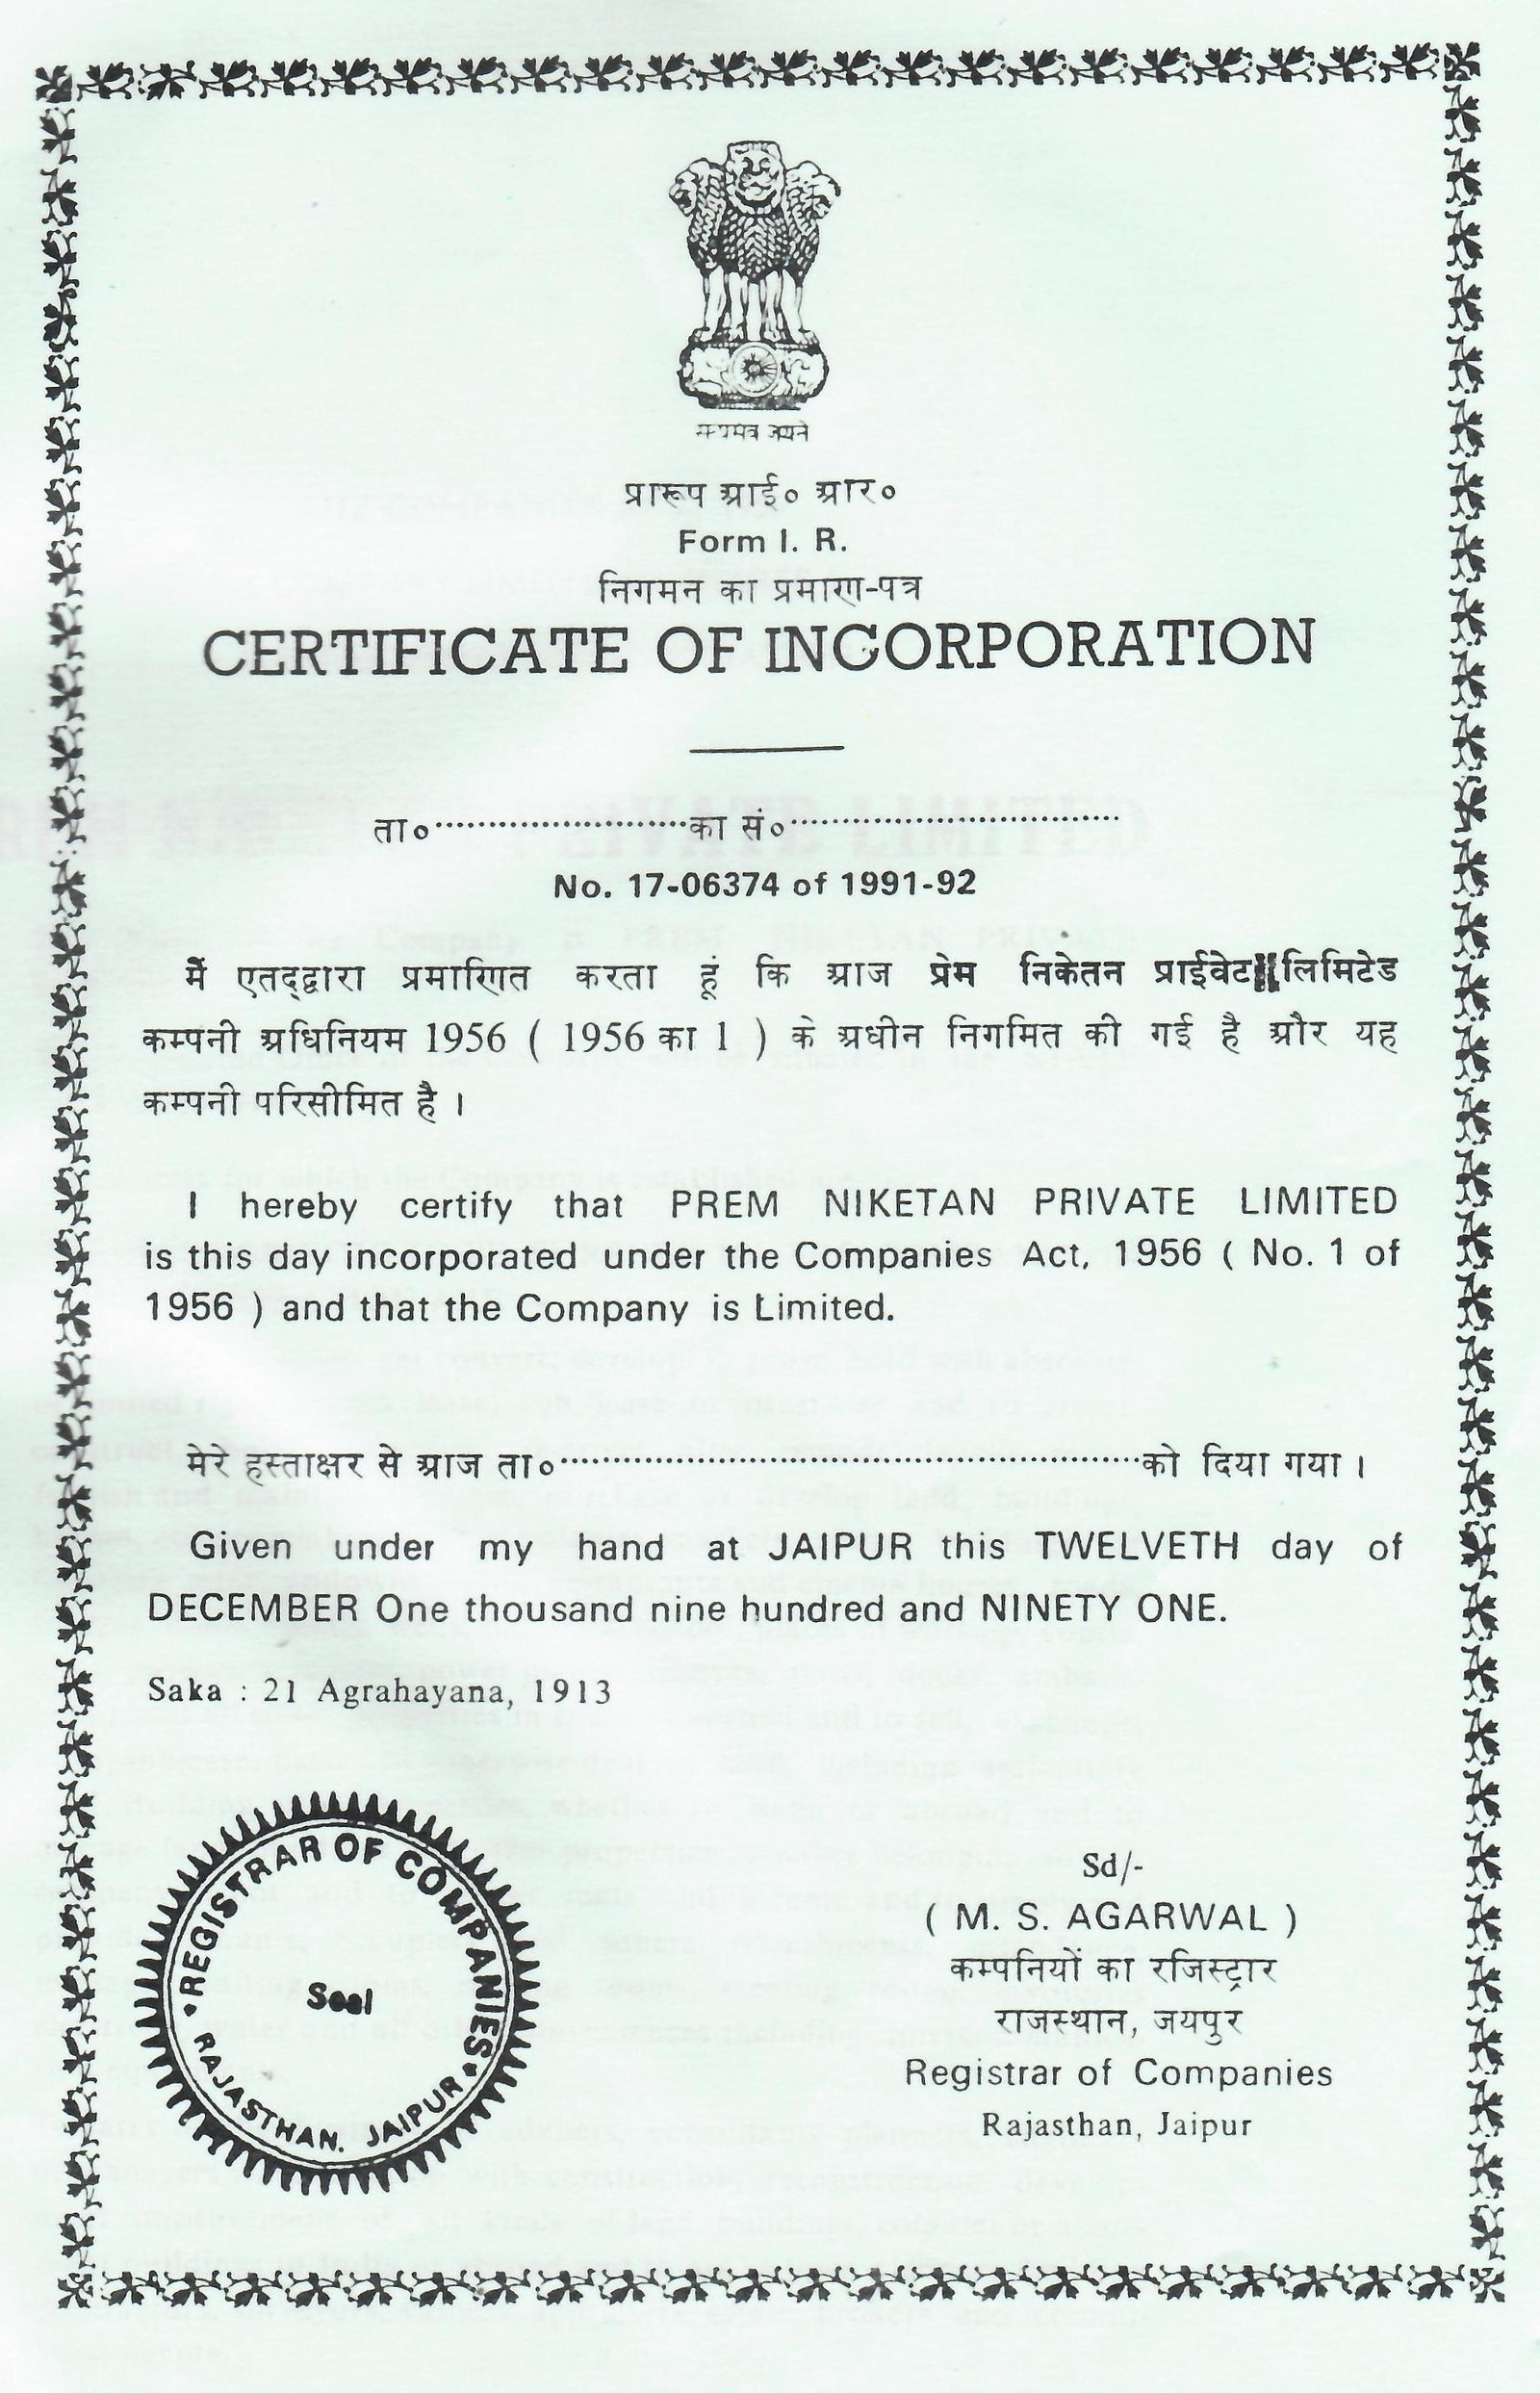 सत्यमेव जयते
प्रारूप आई० आर०
Form I. R.
निगमन का प्रमाण-पत्र
CERTIFICATE OF INCORPORATION
ता०........................का सं०..............................
No. 17-06374 of 1991-92
मैं एतद्द्वारा प्रमाणित करता हूं कि आज प्रेम निकेतन प्राईवेट लिमिटेड
कम्पनी अधिनियम 1956 ( 1956 का 1 ) के अधीन निगमित की गई है और यह
कम्पनी परिसीमित है ।
I hereby certify that PREM NIKETAN PRIVATE LIMITED
is this day incorporated under the Companies Act, 1956 ( No. 1 of
1956 ) and that the Company is Limited.
मेरे हस्ताक्षर से आज ता०......................................................को दिया गया ।
Given under my hand at JAIPUR this TWELVETH day of
DECEMBER One thousand nine hundred and NINETY ONE.
Saka : 21 Agrahayana, 1913
REGISTRAR OF COMPANIES
Seal
RAJASTHAN. JAIPUR
Sd/-
( M. S. AGARWAL )
कम्पनियों का रजिस्ट्रार
राजस्थान, जयपुर
Registrar of Companies
Rajasthan, Jaipur